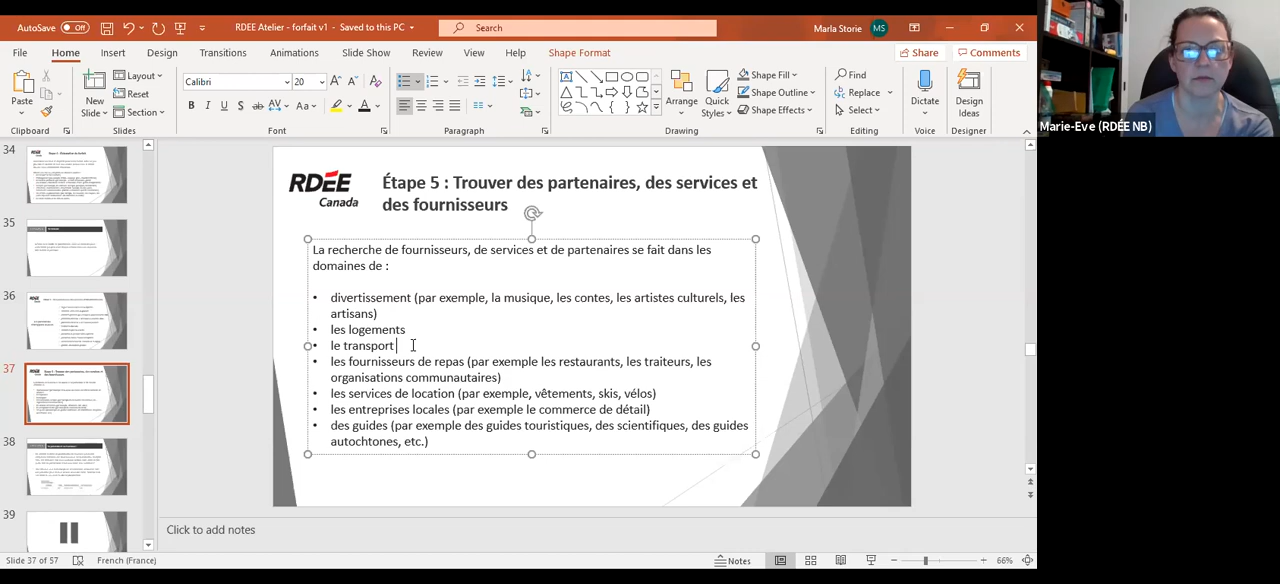 AutoSave Off RDEE Atelier - forfait v1 - Saved to this PC Search Marla Storie MS
File Home Insert Design Transitions Animations Slide Show Review View Help Shape Format Share Comments
Paste
New Slide
Layout
Reset
Section
Calibri 20
Arrange
Quick Styles
Shape Fill
Shape Outline
Shape Effects
Find
Replace
Select
Dictate
Design Ideas
Clipboard Slides Font Paragraph Drawing Editing Voice Designer
Marie-Eve (RDÉE NB)
34
35
36
37
38
39
RDÉE
Canada
Étape 5 : Trouver des partenaires, des services et
des fournisseurs
La recherche de fournisseurs, de services et de partenaires se fait dans les
domaines de :
• divertissement (par exemple, la musique, les contes, les artistes culturels, les
artisans)
• les logements
• le transport
• les fournisseurs de repas (par exemple les restaurants, les traiteurs, les
organisations communautaires)
• les services de location (par exemple, vêtements, skis, vélos)
• les entreprises locales (par exemple le commerce de détail)
• des guides (par exemple des guides touristiques, des scientifiques, des guides
autochtones, etc.)
Click to add notes
Slide 37 of 57 French (France) Notes 66%